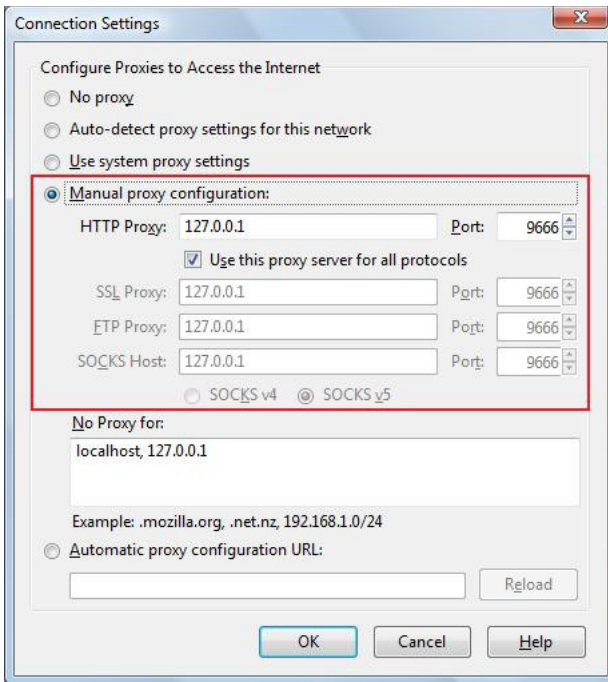 Connection Settings
Configure Proxies to Access the Internet
No proxy
Auto-detect proxy settings for this network
Use system proxy settings
Manual proxy configuration:
HTTP Proxy: 127.0.0.1 Port: 9666
Use this proxy server for all protocols
SSL Proxy: 127.0.0.1 Port: 9666
FTP Proxy: 127.0.0.1 Port: 9666
SOCKS Host: 127.0.0.1 Port: 9666
SOCKS v4 SOCKS v5
No Proxy for:
localhost, 127.0.0.1
Example: .mozilla.org, .net.nz, 192.168.1.0/24
Automatic proxy configuration URL:
Reload
OK Cancel Help